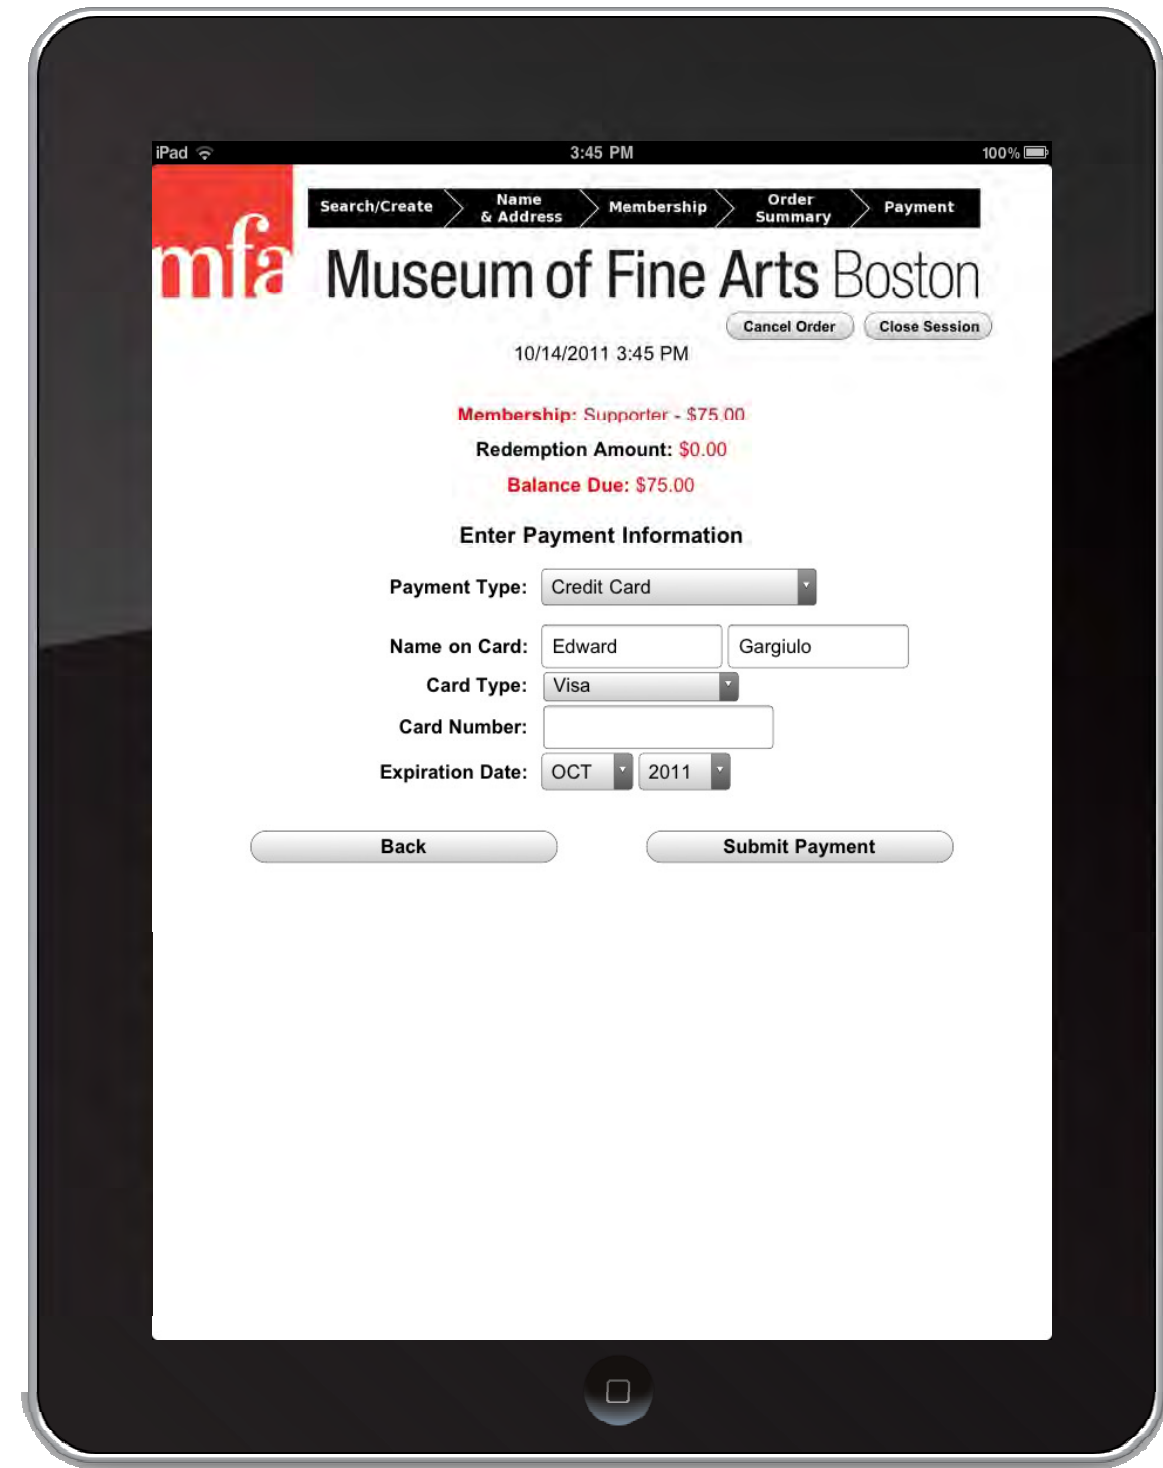 iPad 3:45 PM 100%
Search/Create Name & Address Membership Order Summary Payment
mfa
Museum of Fine Arts Boston
Cancel Order Close Session
10/14/2011 3:45 PM
Membership: Supporter - $75.00
Redemption Amount: $0.00
Balance Due: $75.00
Enter Payment Information
Payment Type: Credit Card
Name on Card: Edward Gargiulo
Card Type: Visa
Card Number:
Expiration Date: OCT 2011
Back Submit Payment